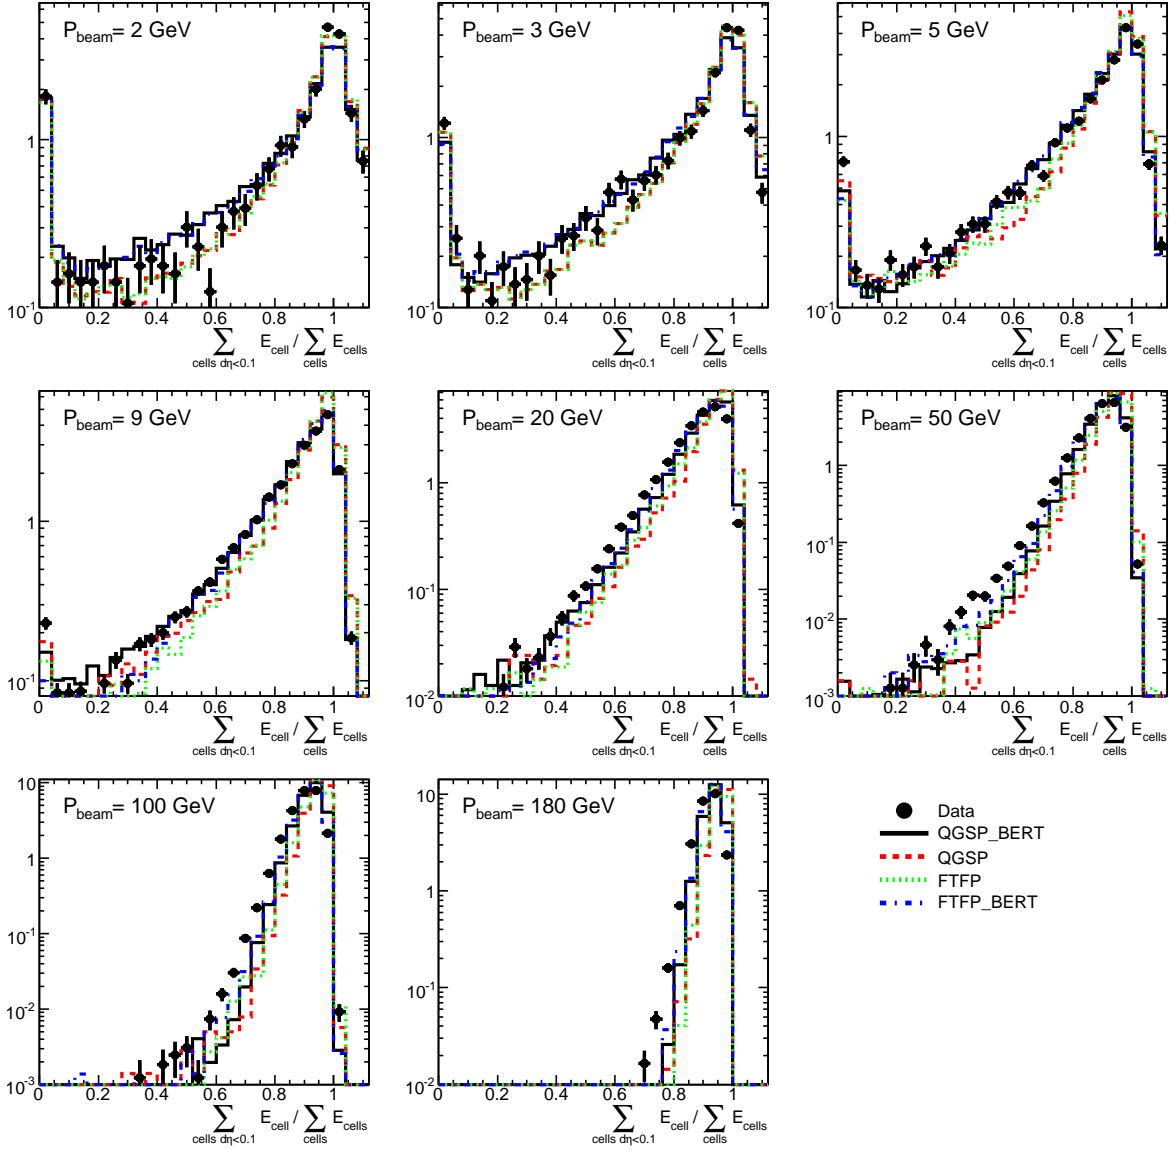 P_beam = 2 GeV
1
10^-1
0 0.2 0.4 0.6 0.8 1
∑ E_cell / ∑ E_cells
cells dη<0.1 cells
P_beam = 3 GeV
1
10^-1
0 0.2 0.4 0.6 0.8 1
∑ E_cell / ∑ E_cells
cells dη<0.1 cells
P_beam = 5 GeV
1
10^-1
0 0.2 0.4 0.6 0.8 1
∑ E_cell / ∑ E_cells
cells dη<0.1 cells
P_beam = 9 GeV
1
10^-1
0 0.2 0.4 0.6 0.8 1
∑ E_cell / ∑ E_cells
cells dη<0.1 cells
P_beam = 20 GeV
1
10^-1
10^-2
0 0.2 0.4 0.6 0.8 1
∑ E_cell / ∑ E_cells
cells dη<0.1 cells
P_beam = 50 GeV
1
10^-1
10^-2
10^-3
0 0.2 0.4 0.6 0.8 1
∑ E_cell / ∑ E_cells
cells dη<0.1 cells
P_beam = 100 GeV
10
1
10^-1
10^-2
10^-3
0 0.2 0.4 0.6 0.8 1
∑ E_cell / ∑ E_cells
cells dη<0.1 cells
P_beam = 180 GeV
10
1
10^-1
10^-2
0 0.2 0.4 0.6 0.8 1
∑ E_cell / ∑ E_cells
cells dη<0.1 cells
Data
QGSP_BERT
QGSP
FTFP
FTFP_BERT